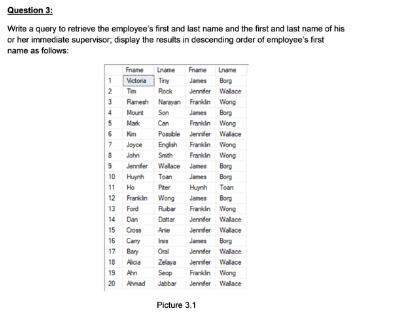 Question 3:
Write a query to retrieve the employee's first and last name and the first and last name of his
or her immediate supervisor; display the results in descending order of employee's first
name as follows:
Fname Lname Fname Lname
1 Victoria Tiny James Borg
2 Tim Rock Jennifer Wallace
3 Ramesh Narayan Franklin Wong
4 Mount Son James Borg
5 Mark Can Franklin Wong
6 Kim Possible Jennifer Wallace
7 Joyce English Franklin Wong
8 John Smith Franklin Wong
9 Jennifer Wallace James Borg
10 Huynh Toan James Borg
11 Ho Piter Huynh Toan
12 Franklin Wong James Borg
13 Ford Ruibar Franklin Wong
14 Dan Dattar Jennifer Wallace
15 Cross Anie Jennifer Wallace
16 Carry Inis James Borg
17 Bary Oral Jennifer Wallace
18 Alicia Zelaya Jennifer Wallace
19 Ahn Seop Franklin Wong
20 Ahmad Jabbar Jennifer Wallace
Picture 3.1